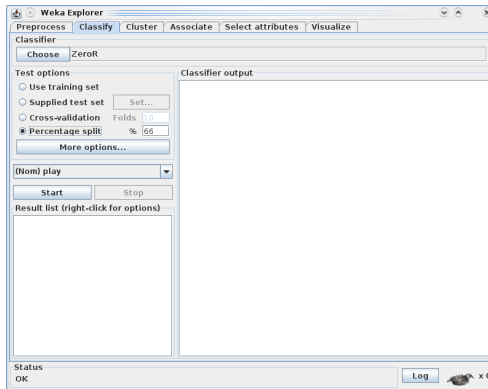 Weka Explorer
Preprocess Classify Cluster Associate Select attributes Visualize
Classifier
Choose ZeroR
Test options
Use training set
Supplied test set Set...
Cross-validation Folds 10
Percentage split % 66
More options...
(Nom) play
Start Stop
Result list (right-click for options)
Classifier output
Status
OK
Log
x 0